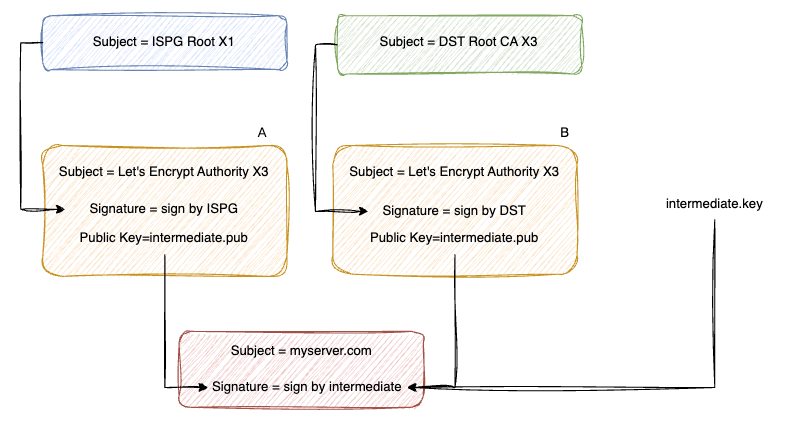 Subject = ISPG Root X1
Subject = DST Root CA X3
A
B
Subject = Let's Encrypt Authority X3
Signature = sign by ISPG
Public Key=intermediate.pub
Subject = Let's Encrypt Authority X3
Signature = sign by DST
Public Key=intermediate.pub
intermediate.key
Subject = myserver.com
Signature = sign by intermediate